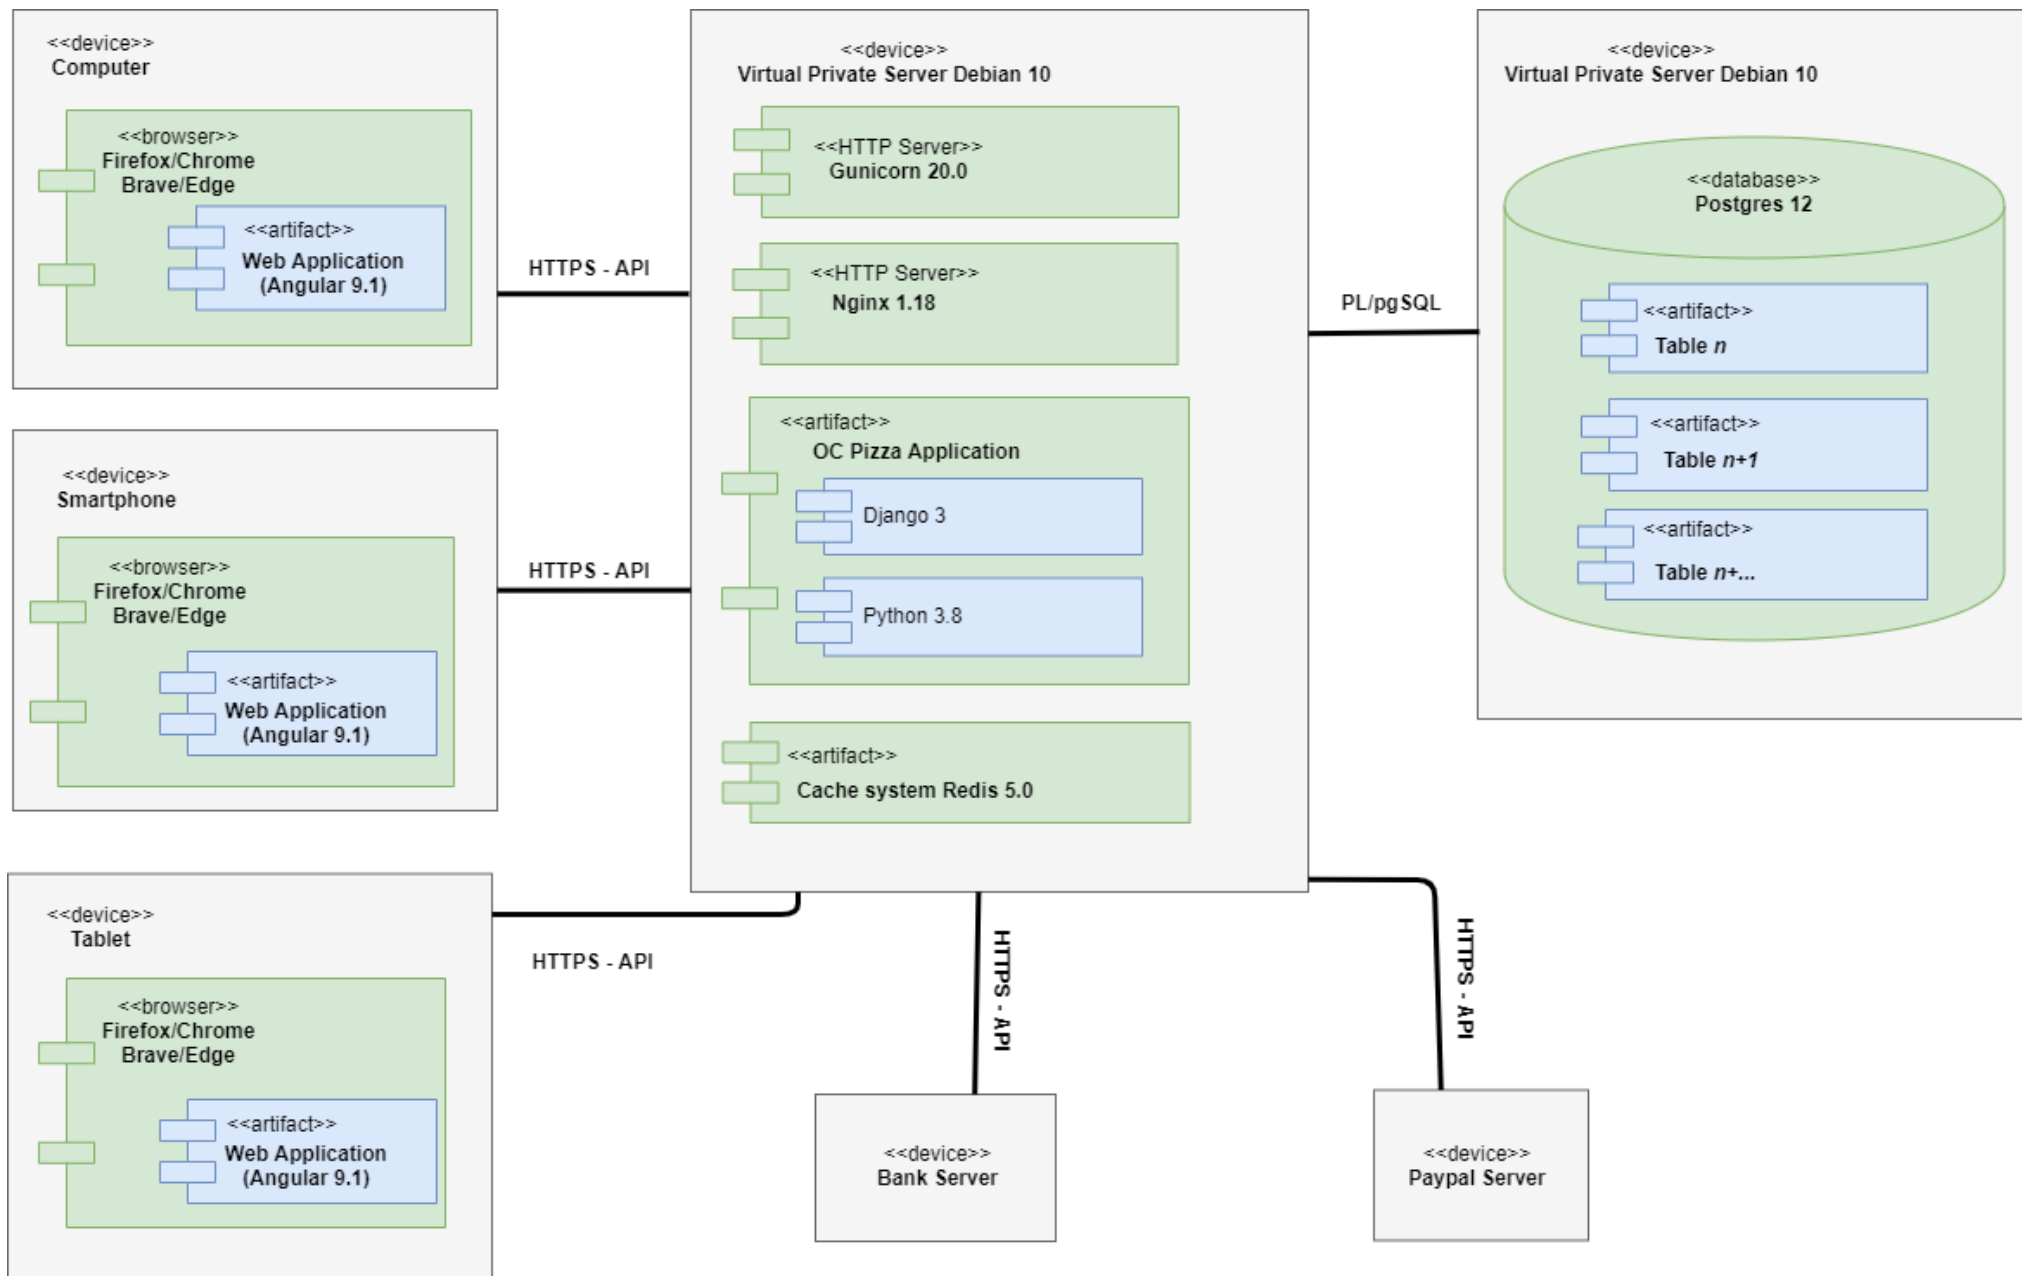 <<device>>
Computer
<<browser>>
Firefox/Chrome
Brave/Edge
<<artifact>>
Web Application
(Angular 9.1)
HTTPS - API
<<device>>
Smartphone
<<browser>>
Firefox/Chrome
Brave/Edge
<<artifact>>
Web Application
(Angular 9.1)
HTTPS - API
<<device>>
Tablet
<<browser>>
Firefox/Chrome
Brave/Edge
<<artifact>>
Web Application
(Angular 9.1)
HTTPS - API
<<device>>
Virtual Private Server Debian 10
<<HTTP Server>>
Gunicorn 20.0
<<HTTP Server>>
Nginx 1.18
<<artifact>>
OC Pizza Application
Django 3
Python 3.8
<<artifact>>
Cache system Redis 5.0
PL/pgSQL
<<device>>
Virtual Private Server Debian 10
<<database>>
Postgres 12
<<artifact>>
Table n
<<artifact>>
Table n+1
<<artifact>>
Table n+...
HTTPS - API
<<device>>
Bank Server
HTTPS - API
<<device>>
Paypal Server